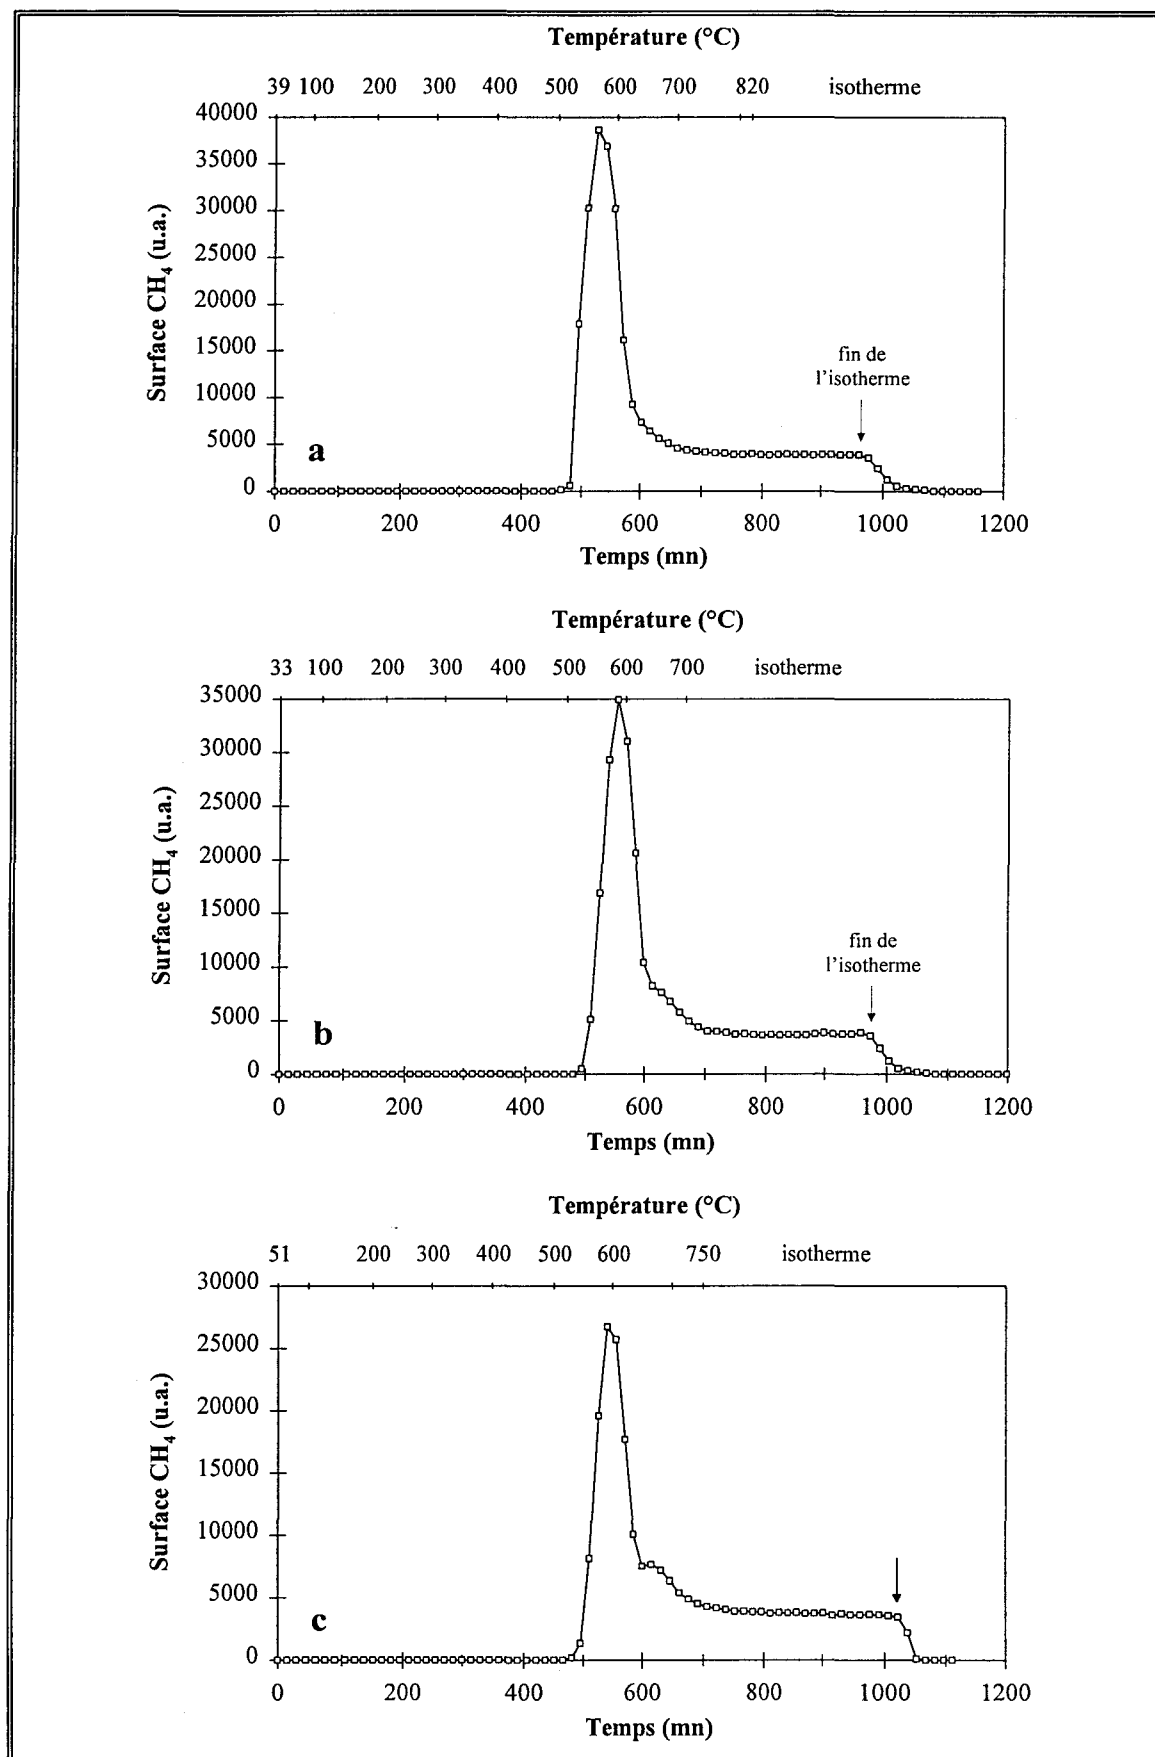 Température (°C)
39 100 200 300 400 500 600 700 820 isotherme
40000
35000
30000
25000
20000
15000
10000
5000
0
Surface CH₄ (u.a.)
fin de
l'isotherme
a
0 200 400 600 800 1000 1200
Temps (mn)
Température (°C)
33 100 200 300 400 500 600 700 isotherme
35000
30000
25000
20000
15000
10000
5000
0
Surface CH₄ (u.a.)
fin de
l'isotherme
b
0 200 400 600 800 1000 1200
Temps (mn)
Température (°C)
51 200 300 400 500 600 750 isotherme
30000
25000
20000
15000
10000
5000
0
Surface CH₄ (u.a.)
c
0 200 400 600 800 1000 1200
Temps (mn)